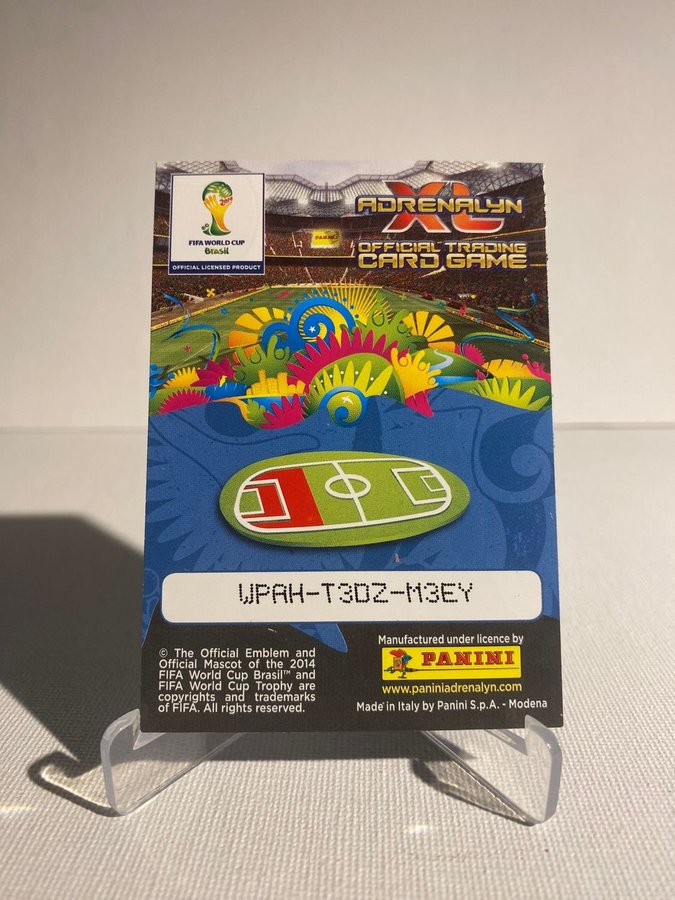 2014
FIFA WORLD CUP
Brasil
OFFICIAL LICENSED PRODUCT
ADRENALYN XL
OFFICIAL TRADING
CARD GAME
PANINI
WPAH-T3DZ-M3EY
© The Official Emblem and
Official Mascot of the 2014
FIFA World Cup Brasil™ and
FIFA World Cup Trophy are
copyrights and trademarks
of FIFA. All rights reserved.
Manufactured under licence by
PANINI
www.paniniadrenalyn.com
Made in Italy by Panini S.p.A. - Modena